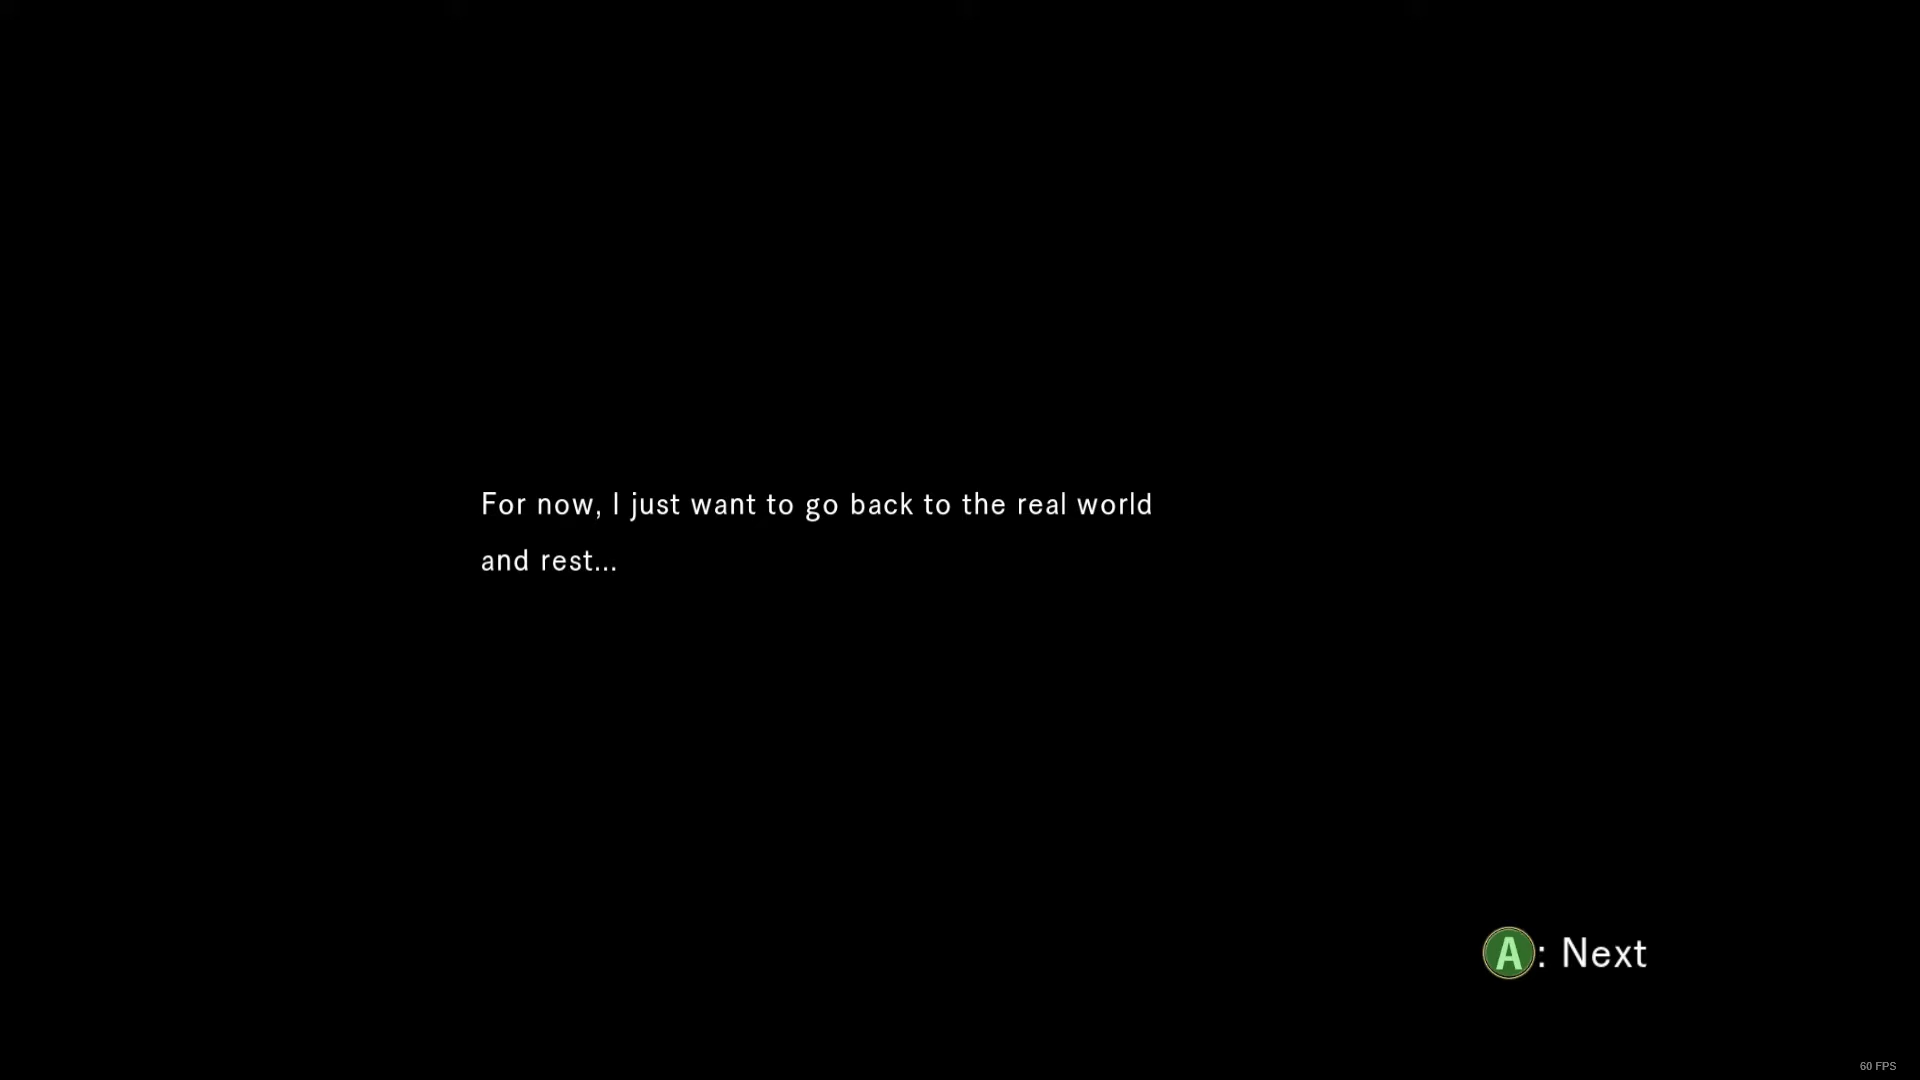 For now, I just want to go back to the real world
and rest...
A: Next
60 FPS